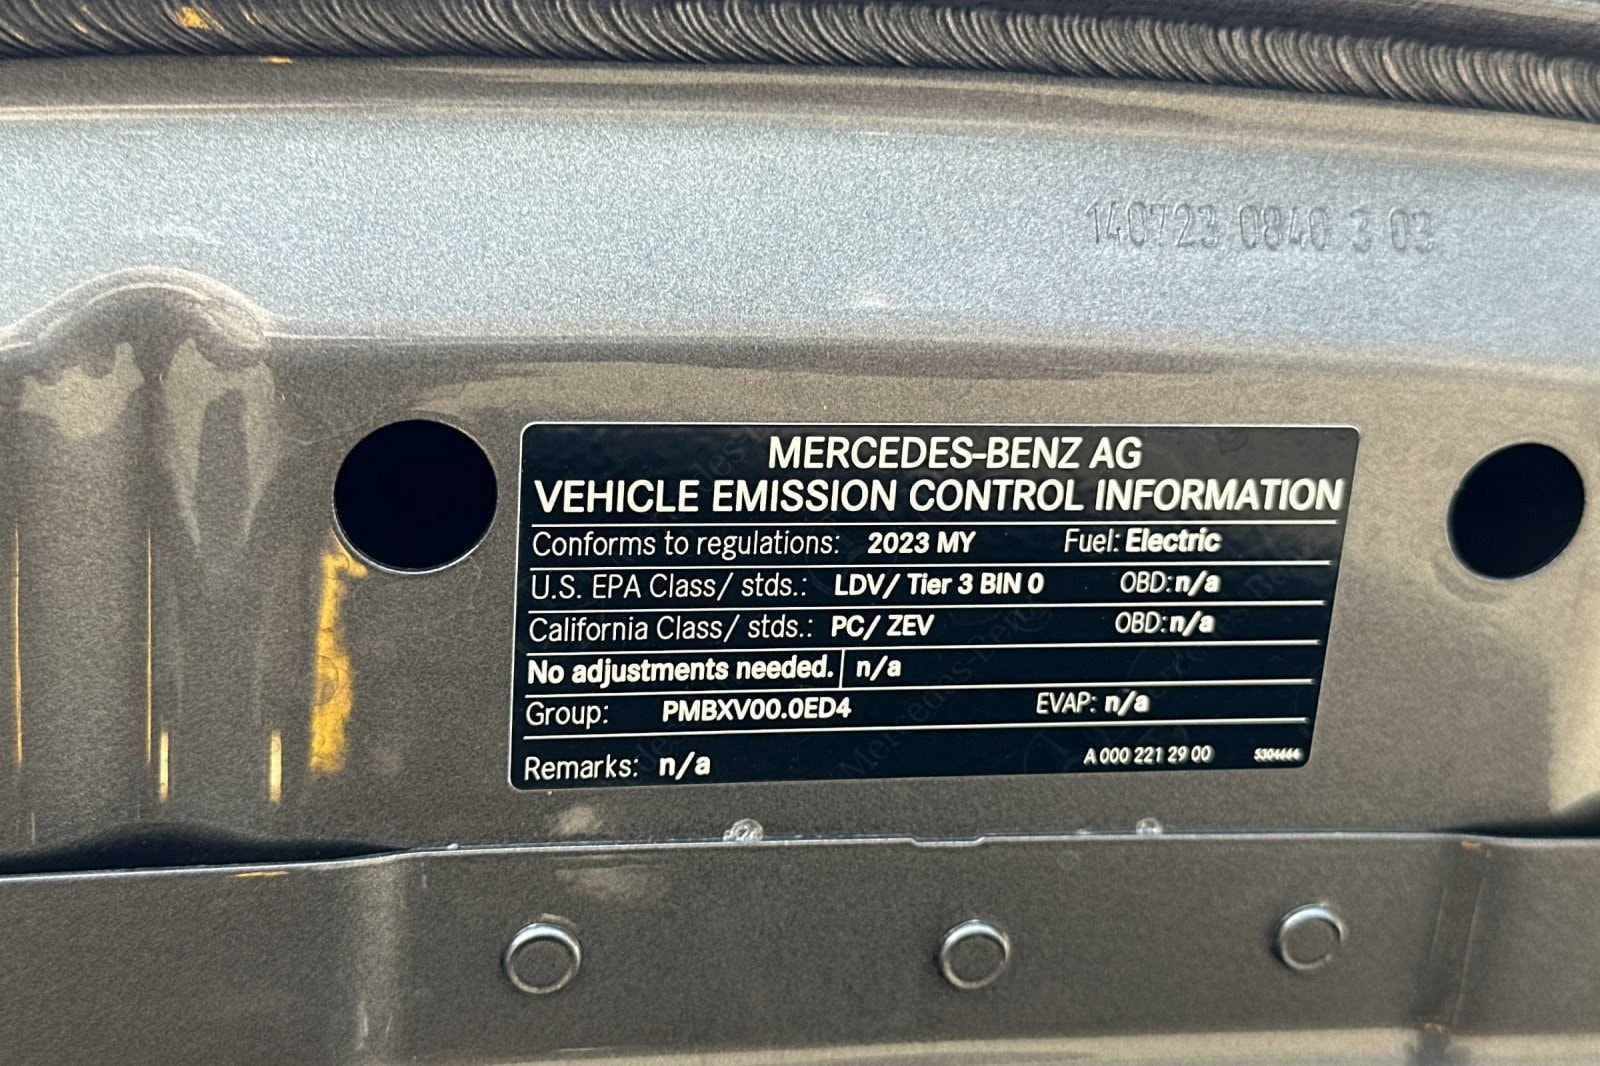 140723 0840 3 03
MERCEDES-BENZ AG
VEHICLE EMISSION CONTROL INFORMATION
Conforms to regulations: 2023 MY Fuel: Electric
U.S. EPA Class/ stds.: LDV/ Tier 3 BIN 0 OBD: n/a
California Class/ stds.: PC/ ZEV OBD: n/a
No adjustments needed. n/a
Group: PMBXV00.0ED4 EVAP: n/a
Remarks: n/a A 000 221 29 00 5304666